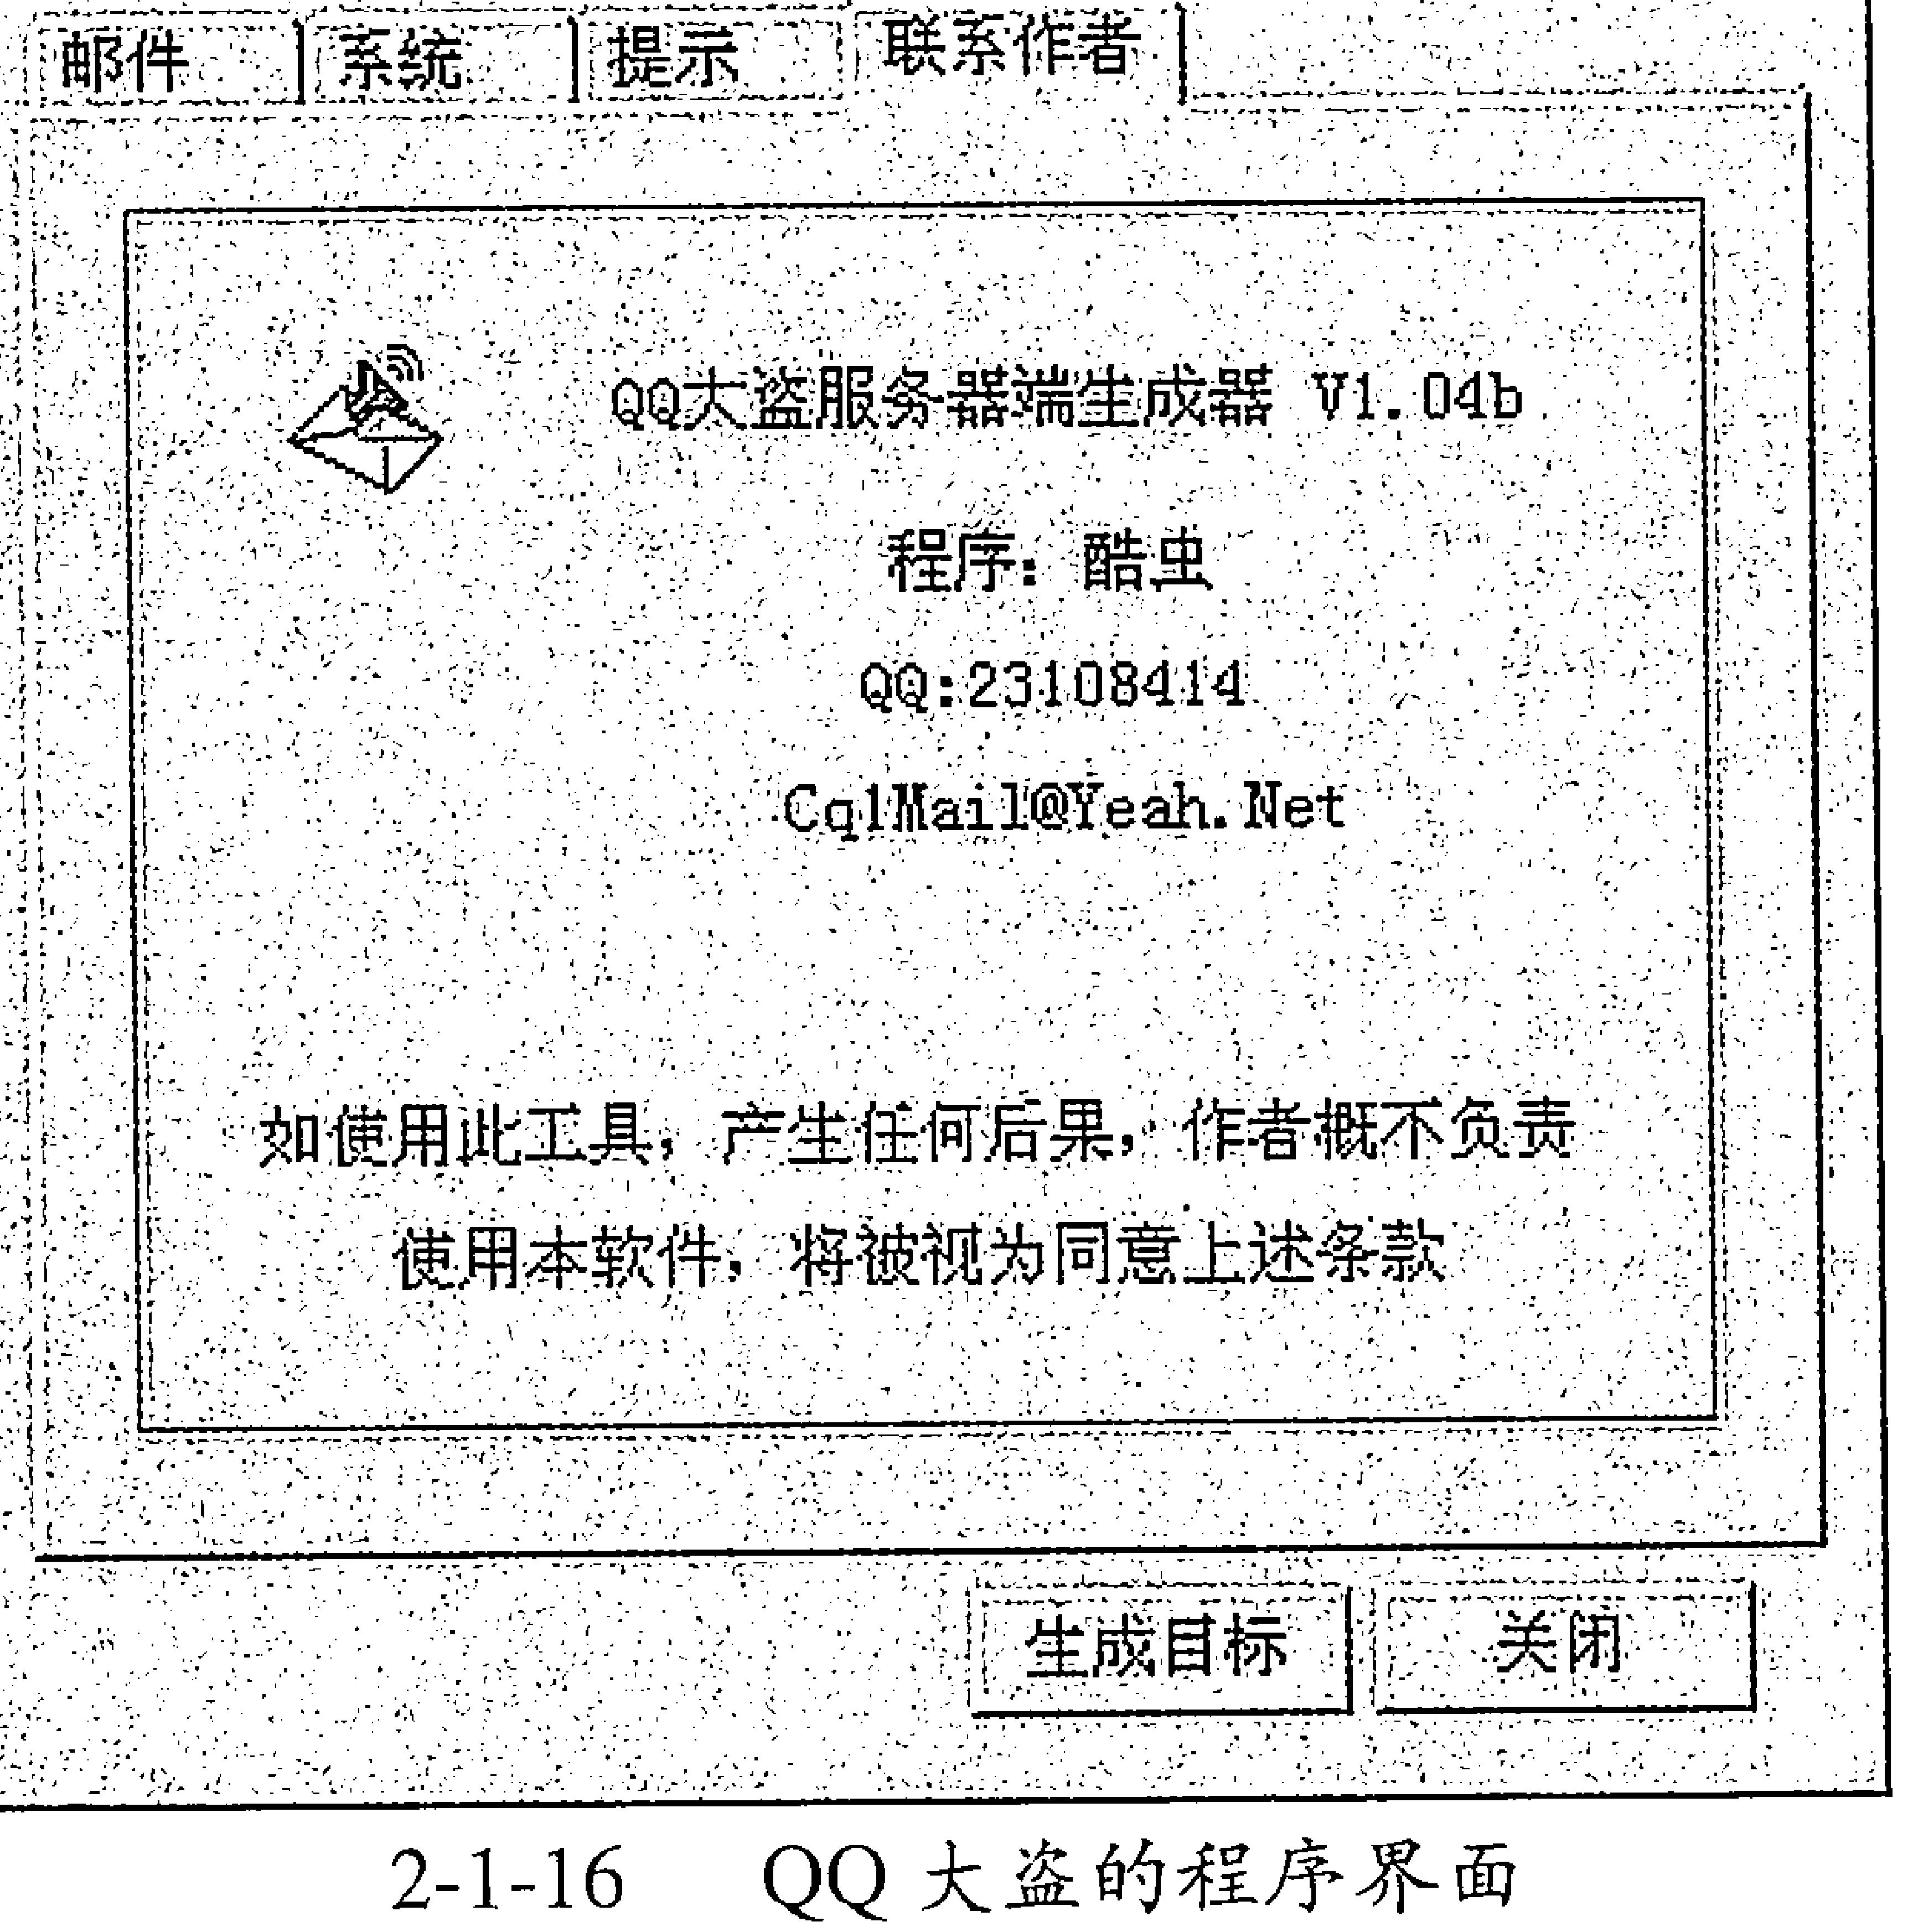 邮件 系统 提示 联系作者
QQ大盗服务器端生成器 V1.04b
程序：酷虫
QQ:23108414
CqlMail@Yeah.Net
如使用此工具，产生任何后果，作者概不负责
使用本软件，将被视为同意上述条款
生成目标 关闭
2-1-16 QQ大盗的程序界面